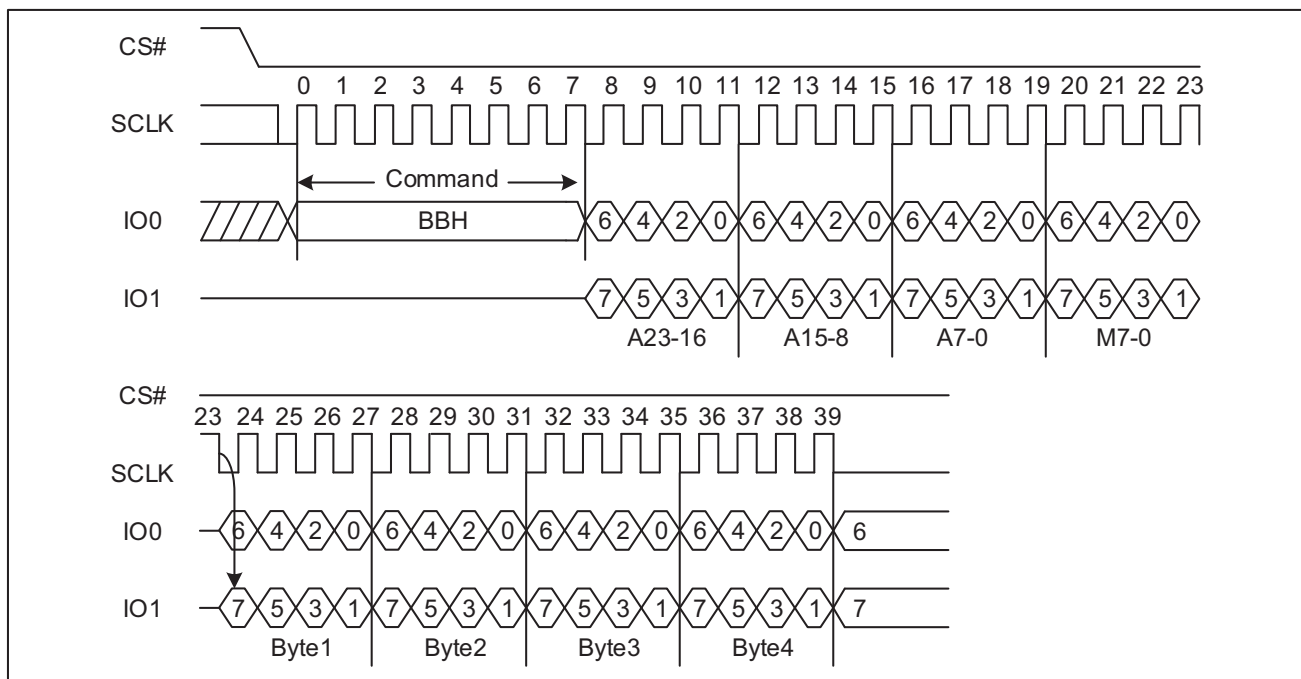 CS#
0 1 2 3 4 5 6 7 8 9 10 11 12 13 14 15 16 17 18 19 20 21 22 23
SCLK
Command
IO0 BBH 6 4 2 0 6 4 2 0 6 4 2 0 6 4 2 0
IO1 7 5 3 1 7 5 3 1 7 5 3 1 7 5 3 1
A23-16 A15-8 A7-0 M7-0
CS#
23 24 25 26 27 28 29 30 31 32 33 34 35 36 37 38 39
SCLK
IO0 6 4 2 0 6 4 2 0 6 4 2 0 6 4 2 0 6
IO1 7 5 3 1 7 5 3 1 7 5 3 1 7 5 3 1 7
Byte1 Byte2 Byte3 Byte4